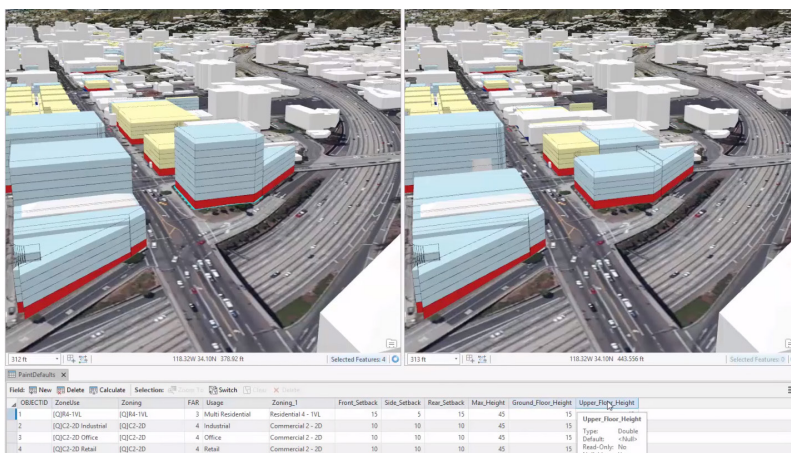 312 ft 118.32W 34.10N 378.92 ft Selected Features: 4
313 ft 118.32W 34.10N 443.556 ft Selected Features: 0
PaintDefaults
Field: New Delete Calculate Selection: Zoom To Switch Clear Delete
OBJECTID ZoneUse Zoning FAR Usage Zoning_1 Front_Setback Side_Setback Rear_Setback Max_Height Ground_Floor_Height Upper_Floor_Height
1 [Q]R4-1VL [Q]R4-1VL 3 Multi Residential Residential 4 - 1VL 15 5 15 45 15
2 [Q]C2-2D Industrial [Q]C2-2D 4 Industrial Commercial 2 - 2D 10 10 10 45 15
3 [Q]C2-2D Office [Q]C2-2D 4 Office Commercial 2 - 2D 10 10 10 45 15
4 [Q]C2-2D Retail [Q]C2-2D 4 Retail Commercial 2 - 2D 10 10 10 45 15
Upper_Floor_Height
Type: Double
Default: <Null>
Read-Only: No